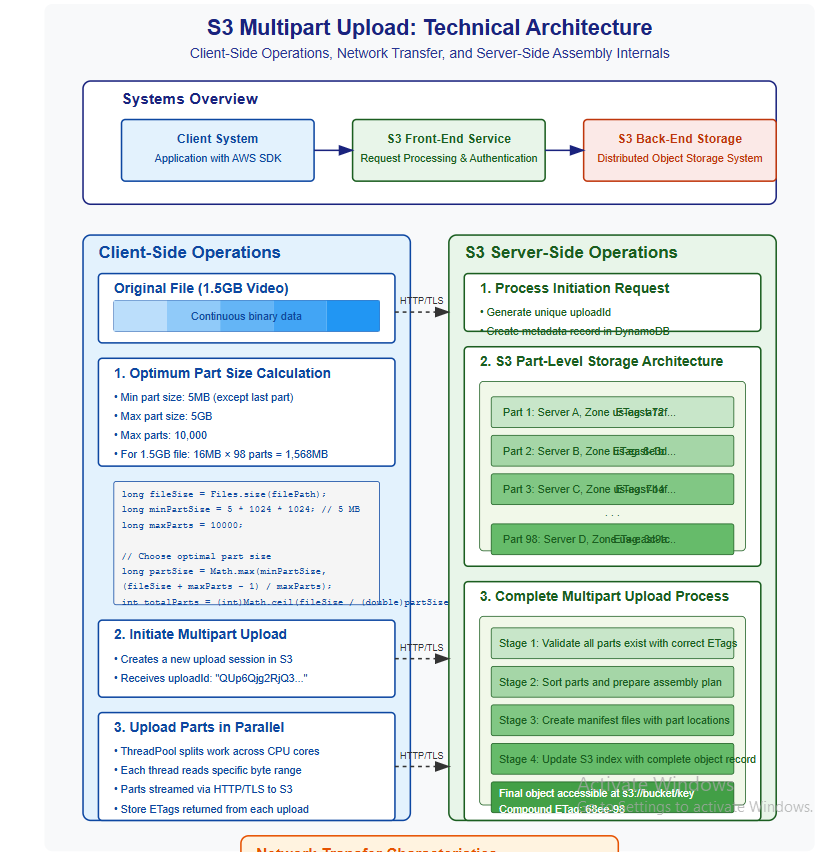 S3 Multipart Upload: Technical Architecture
Client-Side Operations, Network Transfer, and Server-Side Assembly Internals
Systems Overview
Client System
Application with AWS SDK
S3 Front-End Service
Request Processing & Authentication
S3 Back-End Storage
Distributed Object Storage System
Client-Side Operations
Original File (1.5GB Video)
Continuous binary data
1. Optimum Part Size Calculation
• Min part size: 5MB (except last part)
• Max part size: 5GB
• Max parts: 10,000
• For 1.5GB file: 16MB × 98 parts = 1,568MB
long fileSize = Files.size(filePath);
long minPartSize = 5 * 1024 * 1024; // 5 MB
long maxParts = 10000;
// Choose optimal part size
long partSize = Math.max(minPartSize,
(fileSize + maxParts - 1) / maxParts);
int totalParts = (int)Math.ceil(fileSize / (double)partSize
2. Initiate Multipart Upload
• Creates a new upload session in S3
• Receives uploadId: "QUp6Qjg2RjQ3..."
3. Upload Parts in Parallel
• ThreadPool splits work across CPU cores
• Each thread reads specific byte range
• Parts streamed via HTTP/TLS to S3
• Store ETags returned from each upload
HTTP/TLS
HTTP/TLS
HTTP/TLS
S3 Server-Side Operations
1. Process Initiation Request
• Generate unique uploadId
• Create metadata record in DynamoDB
2. S3 Part-Level Storage Architecture
Part 1: Server A, Zone
Part 2: Server B, Zone
Part 3: Server C, Zone
...
Part 98: Server D, Zone
3. Complete Multipart Upload Process
Stage 1: Validate all parts exist with correct ETags
Stage 2: Sort parts and prepare assembly plan
Stage 3: Create manifest files with part locations
Stage 4: Update S3 index with complete object record
Final object accessible at s3://bucket/key
Compound ETag: 68ee-98
Activate Windows
Go to Settings to activate Windows.
Network Transfer Characteristics